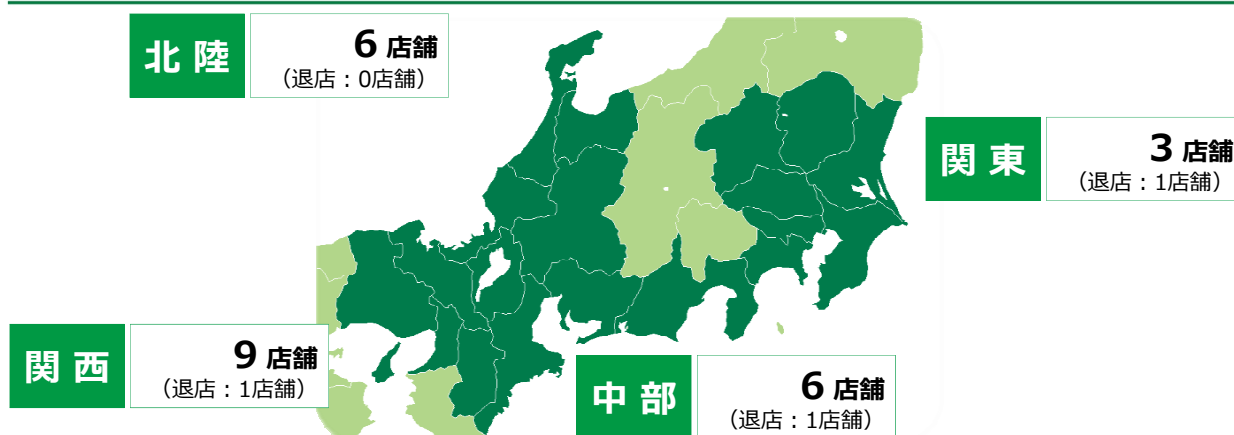 北陸
6 店舗
（退店：0店舗）
関東
3 店舗
（退店：1店舗）
関西
9 店舗
（退店：1店舗）
中部
6 店舗
（退店：1店舗）